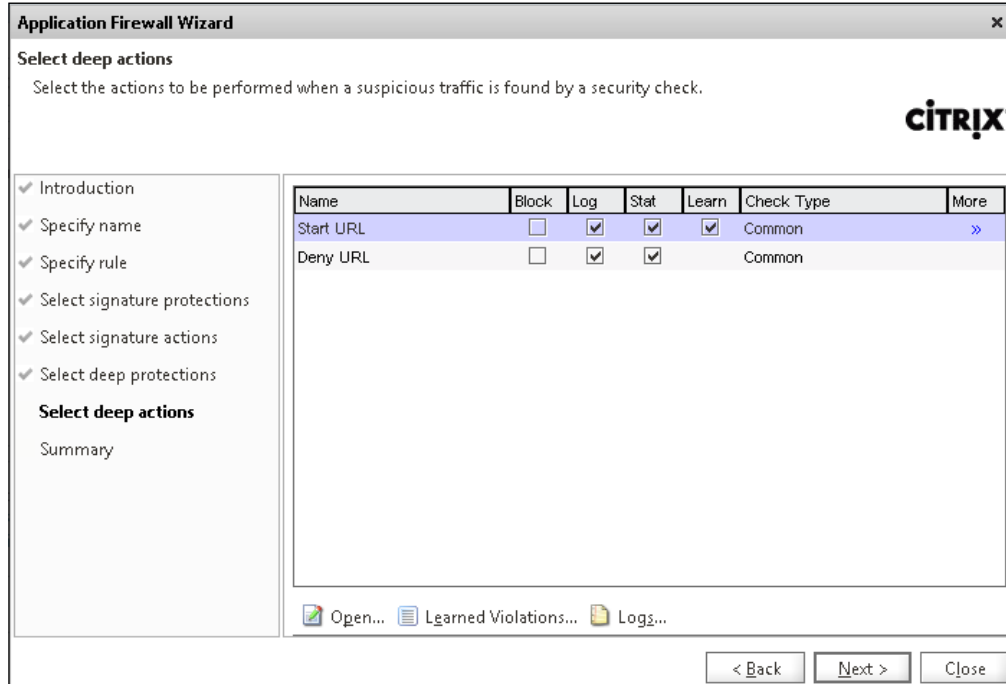 Application Firewall Wizard
Select deep actions
Select the actions to be performed when a suspicious traffic is found by a security check.
CITRIX
Introduction
Specify name
Specify rule
Select signature protections
Select signature actions
Select deep protections
Select deep actions
Summary
Name Block Log Stat Learn Check Type More
Start URL Common »
Deny URL Common
Open... Learned Violations... Logs...
< Back Next > Close